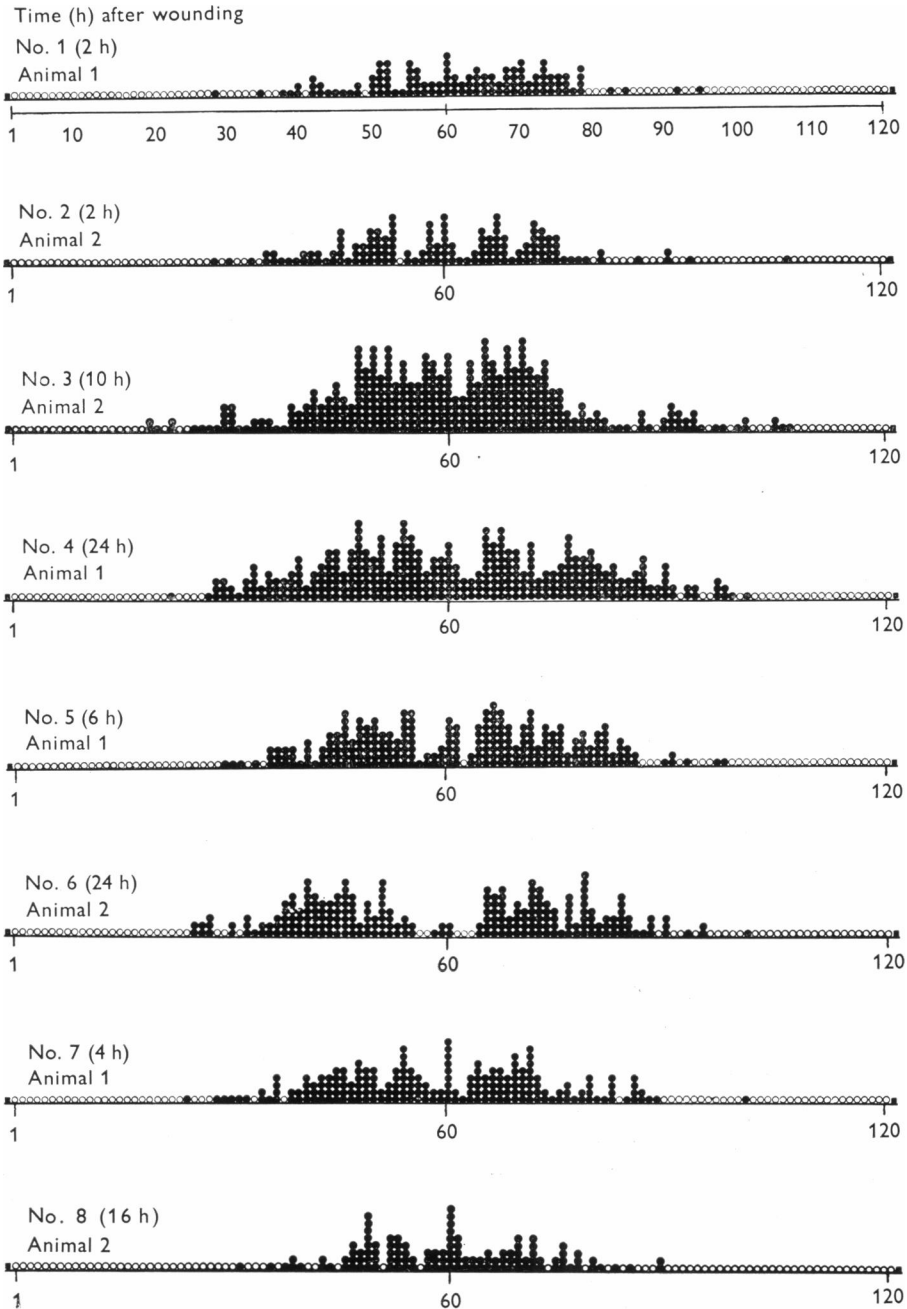 Time (h) after wounding
No. 1 (2 h)
Animal 1
1 10 20 30 40 50 60 70 80 90 100 110 120
No. 2 (2 h)
Animal 2
1 60 120
No. 3 (10 h)
Animal 2
1 60 120
No. 4 (24 h)
Animal 1
1 60 120
No. 5 (6 h)
Animal 1
1 60 120
No. 6 (24 h)
Animal 2
1 60 120
No. 7 (4 h)
Animal 1
1 60 120
No. 8 (16 h)
Animal 2
1 60 120